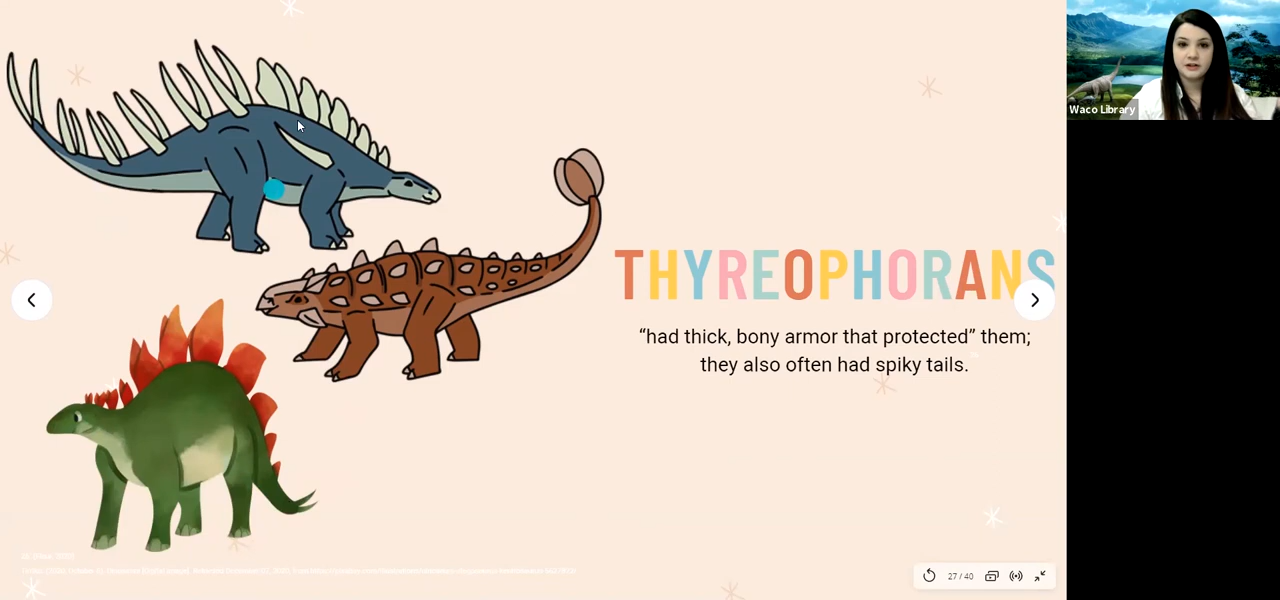 Waco Library
THYREOPHORANS
“had thick, bony armor that protected” them;
they also often had spiky tails.
27 / 40